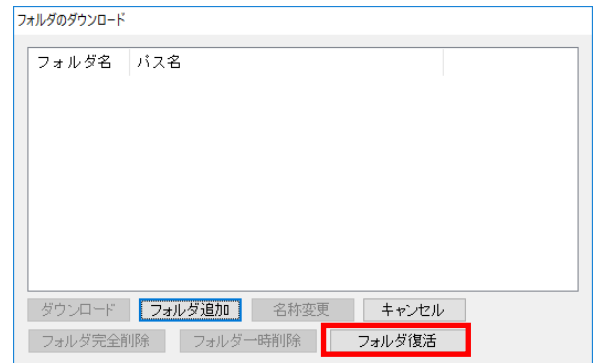 フォルダのダウンロード
フォルダ名 パス名
ダウンロード フォルダ追加 名称変更 キャンセル
フォルダ完全削除 フォルダ一時削除 フォルダ復活